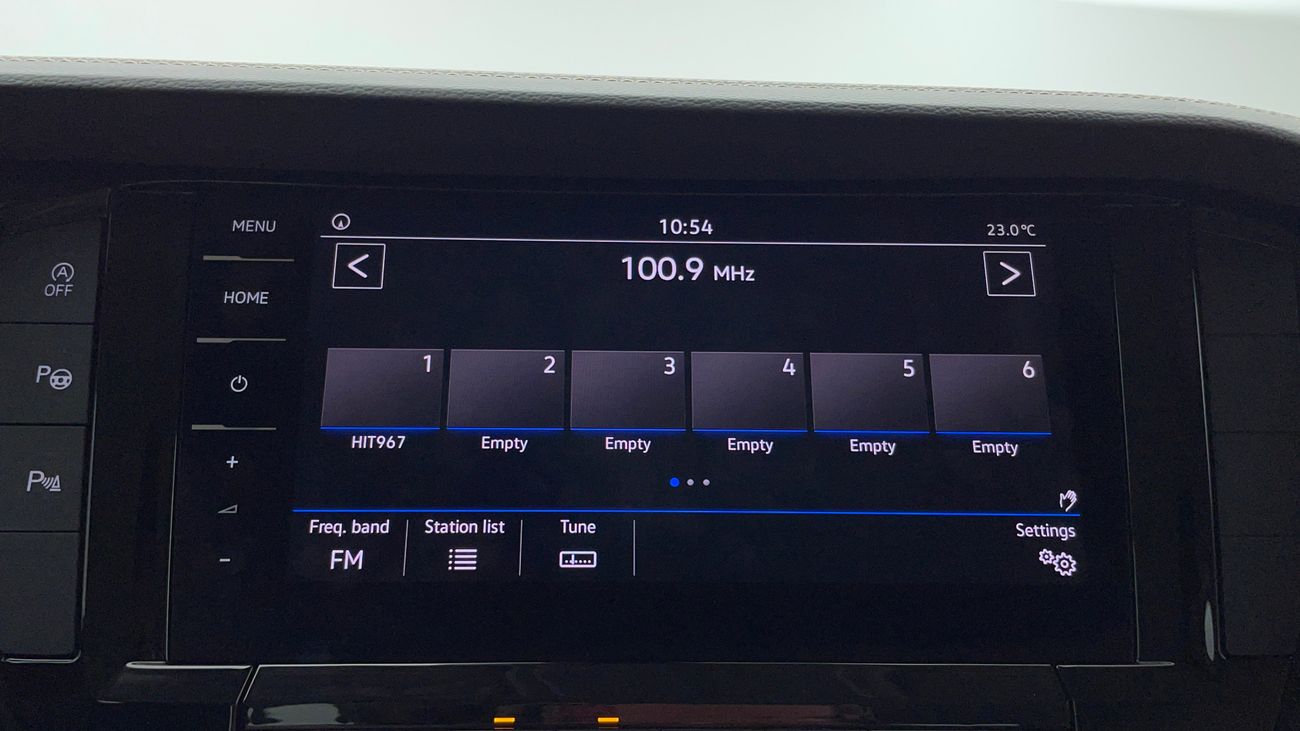 MENU
10:54
23.0°C
HOME
< 100.9 MHz >
A
OFF
P
P
1 2 3 4 5 6
HIT967 Empty Empty Empty Empty Empty
+
-
Freq. band Station list Tune Settings
FM